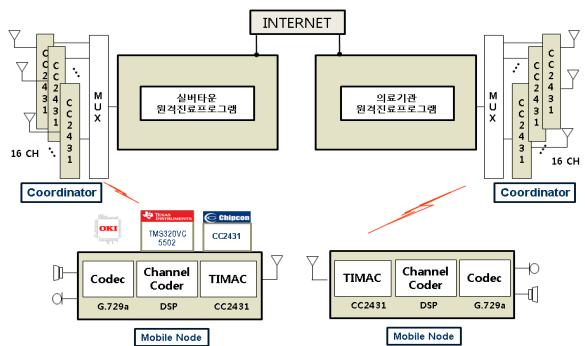 INTERNET
CC2431
CC2431
CC2431
MUX
실버타운
원격진료프로그램
의료기관
원격진료프로그램
MUX
CC2431
CC2431
CC2431
16 CH
16 CH
Coordinator
Coordinator
OKI
TEXAS INSTRUMENTS
TMS320VC
5502
Chipcon
CC2431
Codec
Channel
Coder
TIMAC
G.729a
DSP
CC2431
Mobile Node
TIMAC
Channel
Coder
Codec
CC2431
DSP
G.729a
Mobile Node